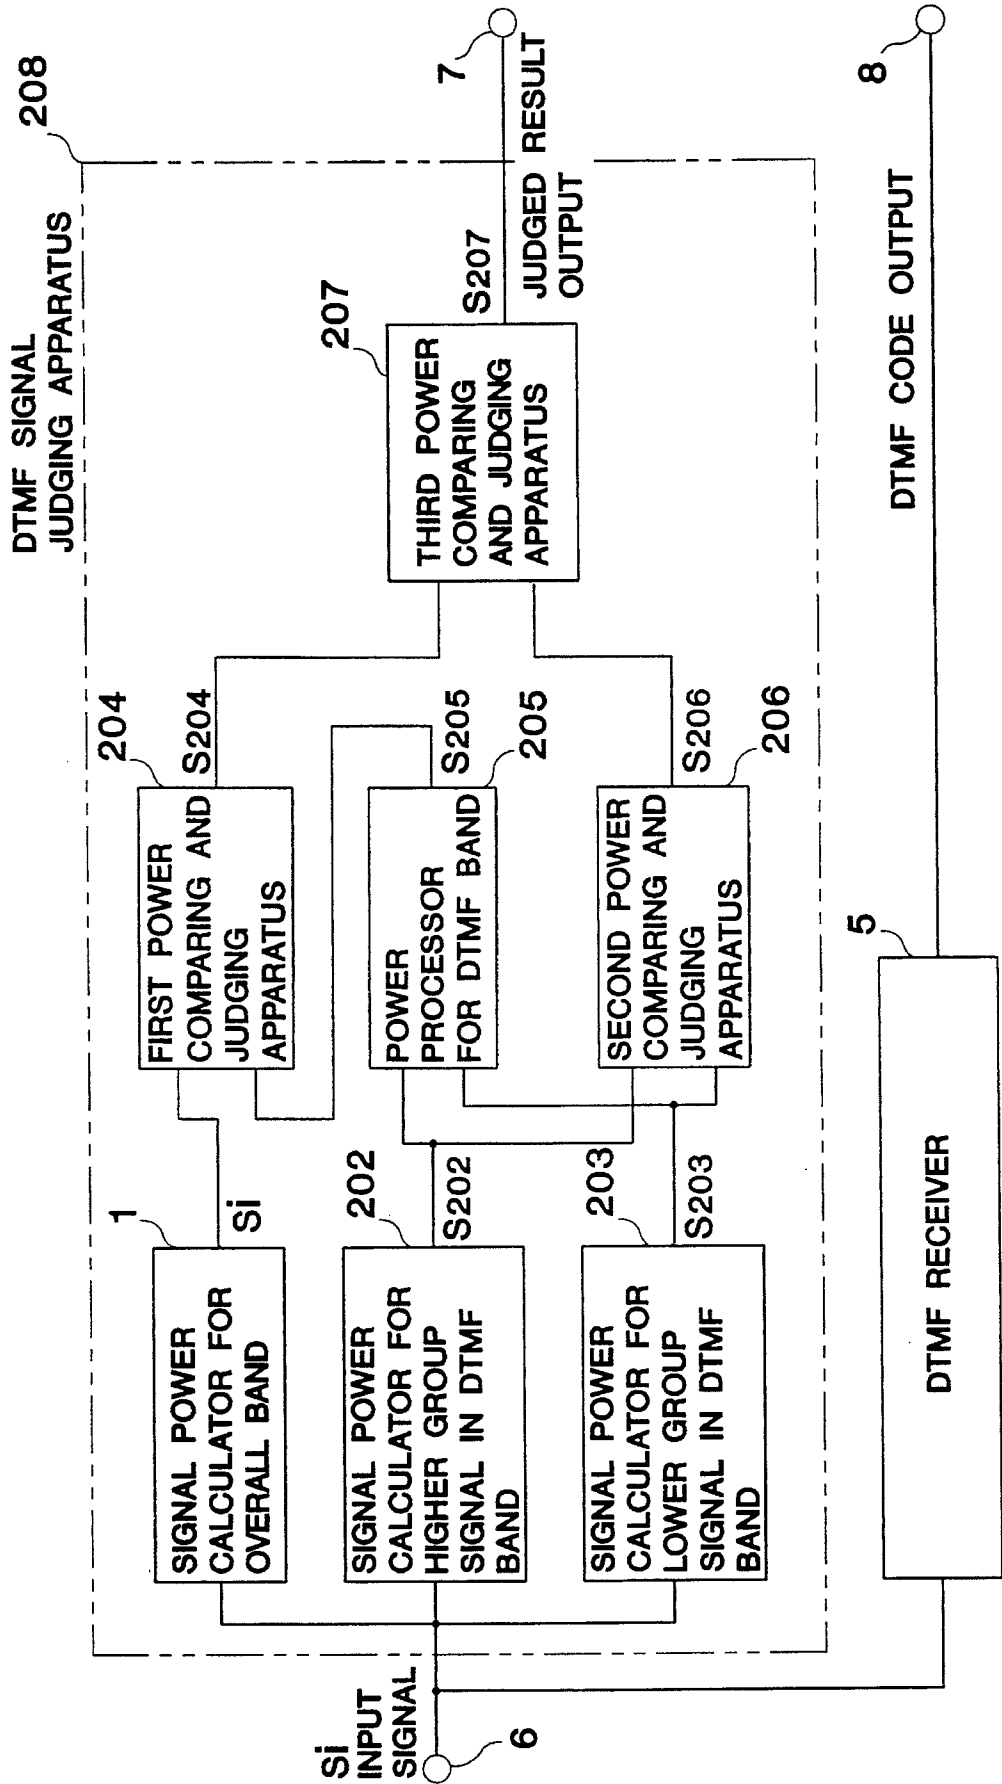 DTMF SIGNAL
JUDGING APPARATUS
208
Si
INPUT
SIGNAL
6
1
SIGNAL POWER
CALCULATOR FOR
OVERALL BAND
Si
202
SIGNAL POWER
CALCULATOR FOR
HIGHER GROUP
SIGNAL IN DTMF
BAND
S202
203
SIGNAL POWER
CALCULATOR FOR
LOWER GROUP
SIGNAL IN DTMF
BAND
S203
204
FIRST POWER
COMPARING AND
JUDGING
APPARATUS
S204
POWER
PROCESSOR
FOR DTMF BAND
S205
205
SECOND POWER
COMPARING AND
JUDGING
APPARATUS
S206
206
207
THIRD POWER
COMPARING
AND JUDGING
APPARATUS
S207
7
JUDGED RESULT
OUTPUT
5
DTMF RECEIVER
DTMF CODE OUTPUT
8